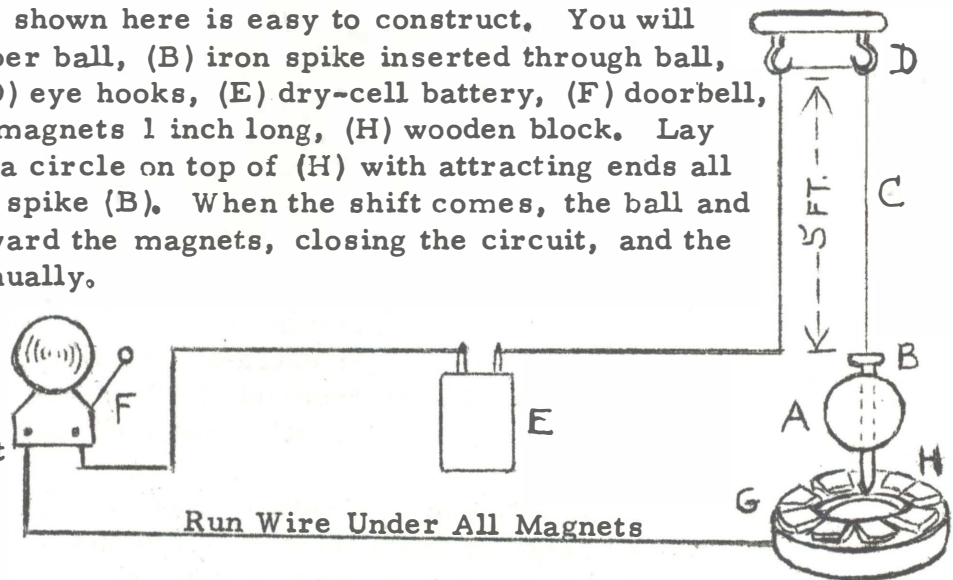 shown here is easy to construct. You will
ber ball, (B) iron spike inserted through ball,
) eye hooks, (E) dry-cell battery, (F) doorbell,
magnets 1 inch long, (H) wooden block. Lay
a circle on top of (H) with attracting ends all
spike (B). When the shift comes, the ball and
ward the magnets, closing the circuit, and the
nually.
D
C
5 FT.
B
F
E
A
H
G
t
Run Wire Under All Magnets